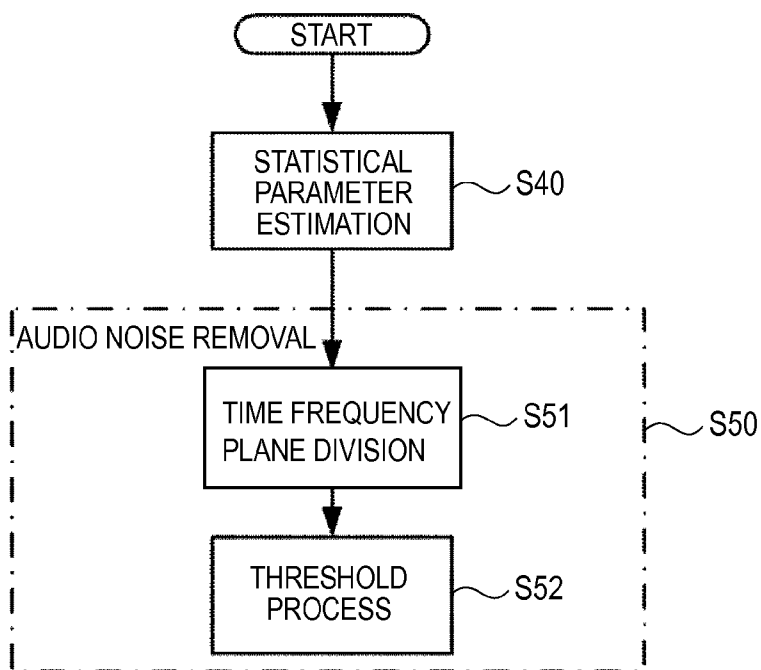 START
STATISTICAL
PARAMETER
ESTIMATION
S40
AUDIO NOISE REMOVAL
TIME FREQUENCY
PLANE DIVISION
S51
S50
THRESHOLD
PROCESS
S52